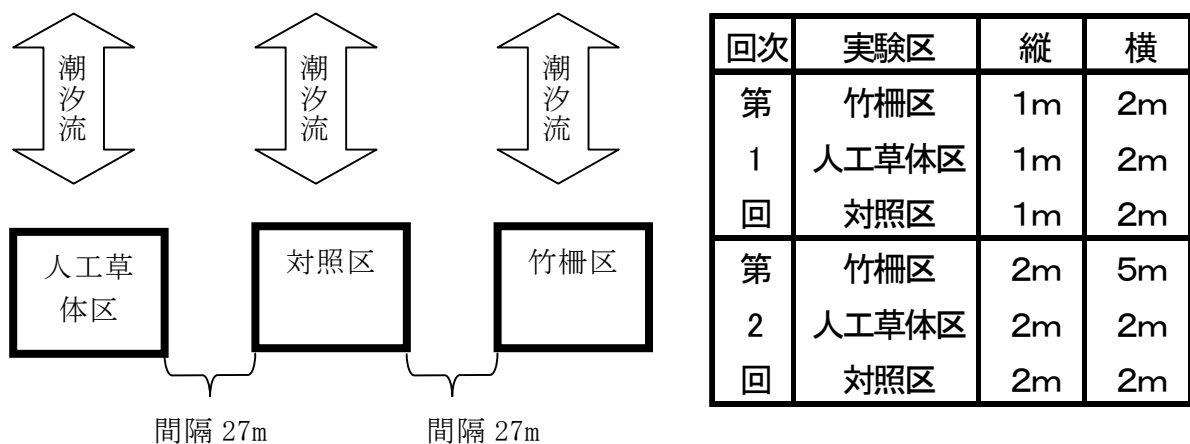 潮汐流
潮汐流
潮汐流
人工草
体区
対照区
竹柵区
間隔 27m
間隔 27m
回次 実験区 縦 横
第 竹柵区 1m 2m
1 人工草体区 1m 2m
回 対照区 1m 2m
第 竹柵区 2m 5m
2 人工草体区 2m 2m
回 対照区 2m 2m